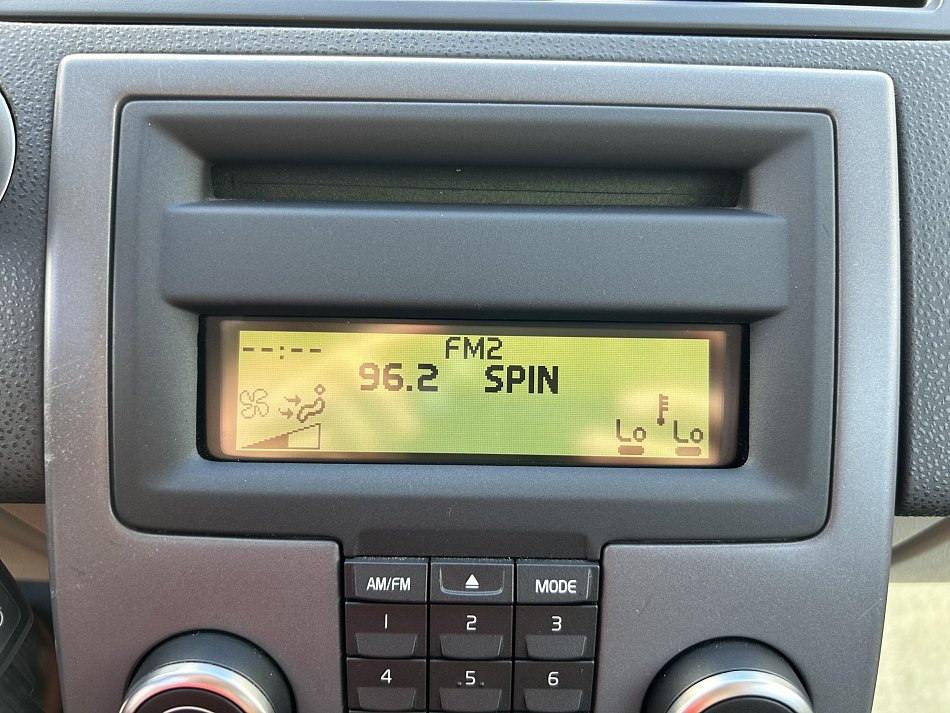 --:--
FM2
96.2 SPIN
Lo Lo
AM/FM MODE
1 2 3
4 5 6